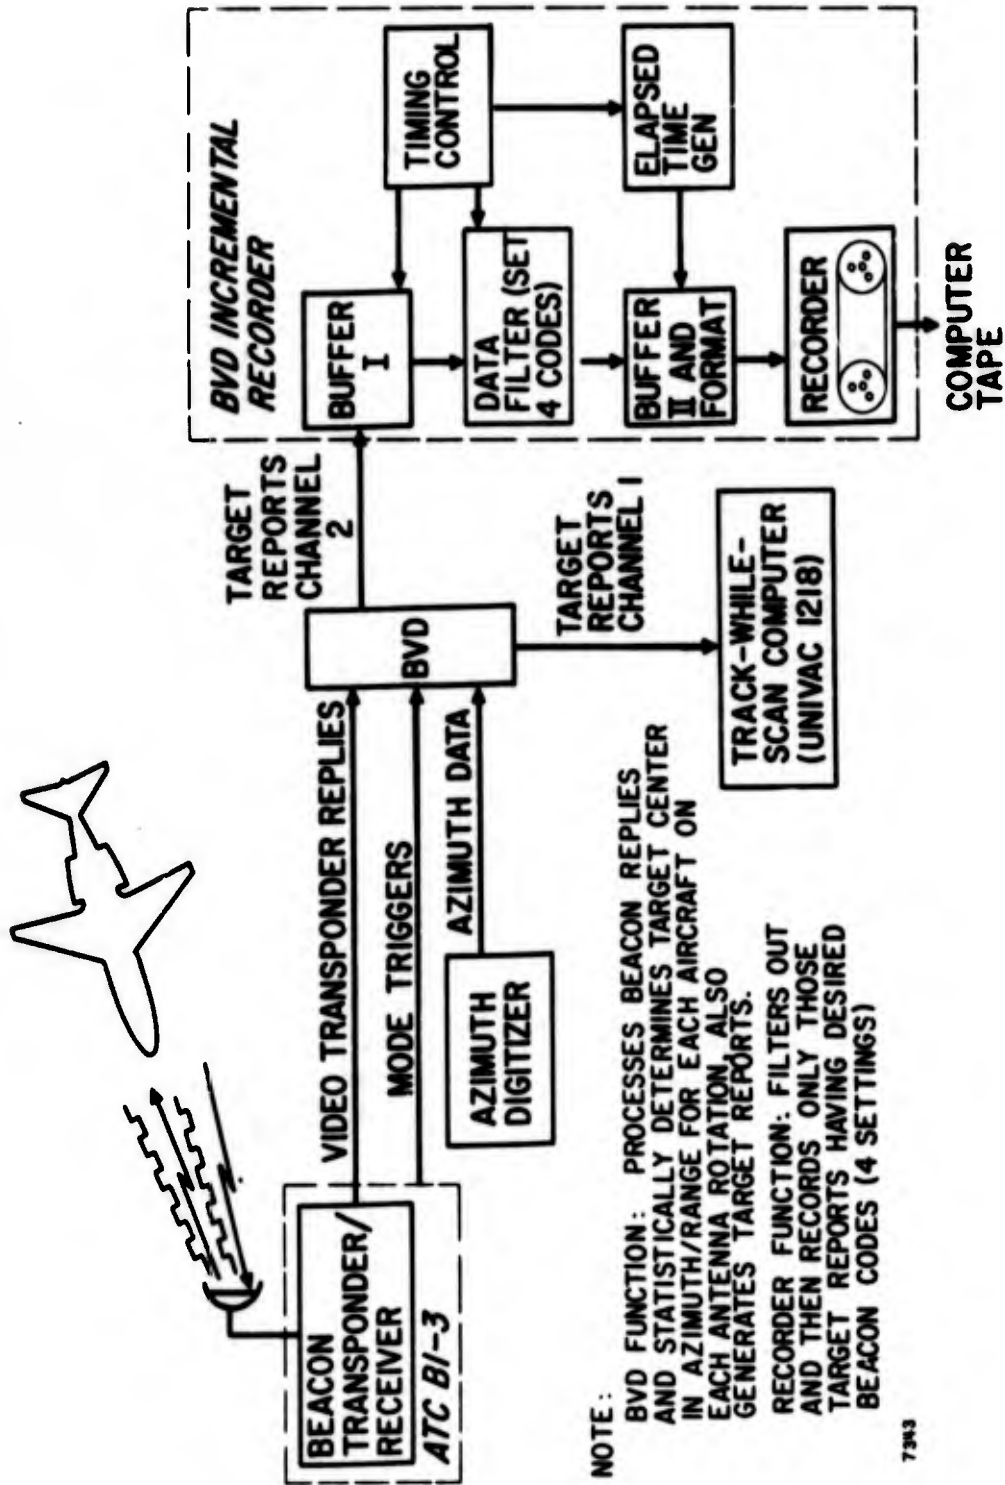 BEACON
TRANSPONDER/
RECEIVER
ATC BI-3
VIDEO TRANSPONDER REPLIES
MODE TRIGGERS
AZIMUTH DATA
AZIMUTH
DIGITIZER
BVD
TARGET
REPORTS
CHANNEL
2
TARGET
REPORTS
CHANNEL 1
TRACK-WHILE-
SCAN COMPUTER
(UNIVAC 1218)
BVD INCREMENTAL
RECORDER
BUFFER
I
TIMING
CONTROL
DATA
FILTER (SET
4 CODES)
ELAPSED
TIME
GEN
BUFFER
II AND
FORMAT
RECORDER
COMPUTER
TAPE
NOTE:
BVD FUNCTION: PROCESSES BEACON REPLIES
AND STATISTICALLY DETERMINES TARGET CENTER
IN AZIMUTH/RANGE FOR EACH AIRCRAFT ON
EACH ANTENNA ROTATION, ALSO
GENERATES TARGET REPORTS.
RECORDER FUNCTION: FILTERS OUT
AND THEN RECORDS ONLY THOSE
TARGET REPORTS HAVING DESIRED
BEACON CODES (4 SETTINGS)
7343